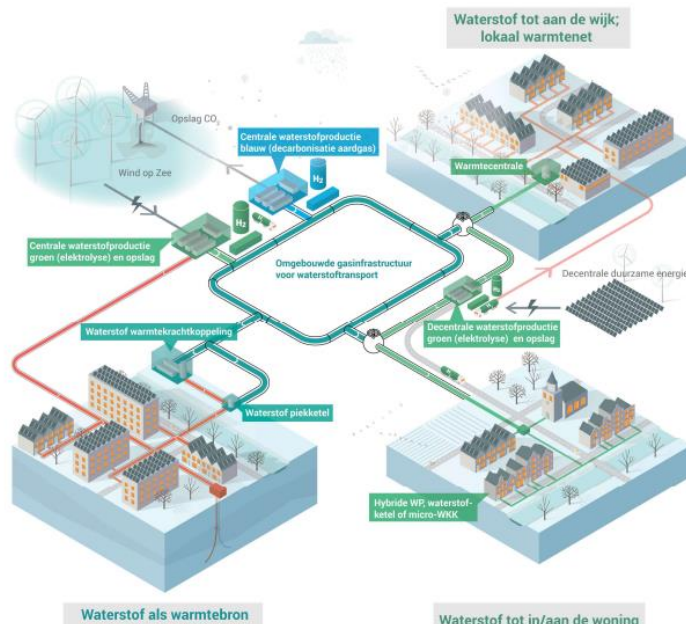 Waterstof tot aan de wijk;
lokaal warmtenet
Opslag CO2
Centrale waterstofproductie
blauw (decarbonisatie aardgas)
H2
Wind op Zee
Warmtecentrale
H2
Centrale waterstofproductie
groen (elektrolyse) en opslag
Omgebouwde gasinfrastructuur
voor waterstoftransport
Decentrale duurzame energie
Waterstof warmtekrachtkoppeling
Decentrale waterstofproductie
groen (elektrolyse) en opslag
Waterstof piekketel
Hybride WP, waterstof-
ketel of micro-WKK
Waterstof als warmtebron
Waterstof tot in/aan de woning